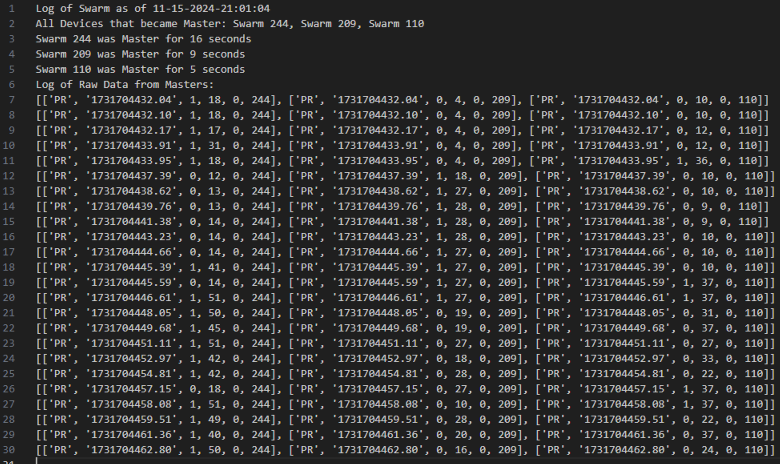 1 Log of Swarm as of 11-15-2024-21:01:04
2 All Devices that became Master: Swarm 244, Swarm 209, Swarm 110
3 Swarm 244 was Master for 16 seconds
4 Swarm 209 was Master for 9 seconds
5 Swarm 110 was Master for 5 seconds
6 Log of Raw Data from Masters:
7 [['PR', '1731704432.04', 1, 18, 0, 244], ['PR', '1731704432.04', 0, 4, 0, 209], ['PR', '1731704432.04', 0, 10, 0, 110]]
8 [['PR', '1731704432.10', 1, 18, 0, 244], ['PR', '1731704432.10', 0, 4, 0, 209], ['PR', '1731704432.10', 0, 10, 0, 110]]
9 [['PR', '1731704432.17', 1, 17, 0, 244], ['PR', '1731704432.17', 0, 4, 0, 209], ['PR', '1731704432.17', 0, 12, 0, 110]]
10 [['PR', '1731704433.91', 1, 31, 0, 244], ['PR', '1731704433.91', 0, 4, 0, 209], ['PR', '1731704433.91', 0, 12, 0, 110]]
11 [['PR', '1731704433.95', 1, 18, 0, 244], ['PR', '1731704433.95', 0, 4, 0, 209], ['PR', '1731704433.95', 1, 36, 0, 110]]
12 [['PR', '1731704437.39', 0, 12, 0, 244], ['PR', '1731704437.39', 1, 18, 0, 209], ['PR', '1731704437.39', 0, 10, 0, 110]]
13 [['PR', '1731704438.62', 0, 13, 0, 244], ['PR', '1731704438.62', 1, 27, 0, 209], ['PR', '1731704438.62', 0, 10, 0, 110]]
14 [['PR', '1731704439.76', 0, 13, 0, 244], ['PR', '1731704439.76', 1, 28, 0, 209], ['PR', '1731704439.76', 0, 9, 0, 110]]
15 [['PR', '1731704441.38', 0, 14, 0, 244], ['PR', '1731704441.38', 1, 28, 0, 209], ['PR', '1731704441.38', 0, 9, 0, 110]]
16 [['PR', '1731704443.23', 0, 14, 0, 244], ['PR', '1731704443.23', 1, 28, 0, 209], ['PR', '1731704443.23', 0, 10, 0, 110]]
17 [['PR', '1731704444.66', 0, 14, 0, 244], ['PR', '1731704444.66', 1, 27, 0, 209], ['PR', '1731704444.66', 0, 10, 0, 110]]
18 [['PR', '1731704445.39', 1, 41, 0, 244], ['PR', '1731704445.39', 1, 27, 0, 209], ['PR', '1731704445.39', 0, 10, 0, 110]]
19 [['PR', '1731704445.59', 0, 14, 0, 244], ['PR', '1731704445.59', 1, 27, 0, 209], ['PR', '1731704445.59', 1, 37, 0, 110]]
20 [['PR', '1731704446.61', 1, 51, 0, 244], ['PR', '1731704446.61', 1, 27, 0, 209], ['PR', '1731704446.61', 1, 37, 0, 110]]
21 [['PR', '1731704448.05', 1, 50, 0, 244], ['PR', '1731704448.05', 0, 19, 0, 209], ['PR', '1731704448.05', 0, 31, 0, 110]]
22 [['PR', '1731704449.68', 1, 45, 0, 244], ['PR', '1731704449.68', 0, 19, 0, 209], ['PR', '1731704449.68', 0, 37, 0, 110]]
23 [['PR', '1731704451.11', 1, 51, 0, 244], ['PR', '1731704451.11', 0, 27, 0, 209], ['PR', '1731704451.11', 0, 27, 0, 110]]
24 [['PR', '1731704452.97', 1, 42, 0, 244], ['PR', '1731704452.97', 0, 18, 0, 209], ['PR', '1731704452.97', 0, 33, 0, 110]]
25 [['PR', '1731704454.81', 1, 42, 0, 244], ['PR', '1731704454.81', 0, 28, 0, 209], ['PR', '1731704454.81', 0, 22, 0, 110]]
26 [['PR', '1731704457.15', 0, 18, 0, 244], ['PR', '1731704457.15', 0, 27, 0, 209], ['PR', '1731704457.15', 1, 37, 0, 110]]
27 [['PR', '1731704458.08', 1, 51, 0, 244], ['PR', '1731704458.08', 0, 10, 0, 209], ['PR', '1731704458.08', 1, 37, 0, 110]]
28 [['PR', '1731704459.51', 1, 49, 0, 244], ['PR', '1731704459.51', 0, 28, 0, 209], ['PR', '1731704459.51', 0, 22, 0, 110]]
29 [['PR', '1731704461.36', 1, 40, 0, 244], ['PR', '1731704461.36', 0, 20, 0, 209], ['PR', '1731704461.36', 0, 37, 0, 110]]
30 [['PR', '1731704462.80', 1, 50, 0, 244], ['PR', '1731704462.80', 0, 16, 0, 209], ['PR', '1731704462.80', 0, 24, 0, 110]]